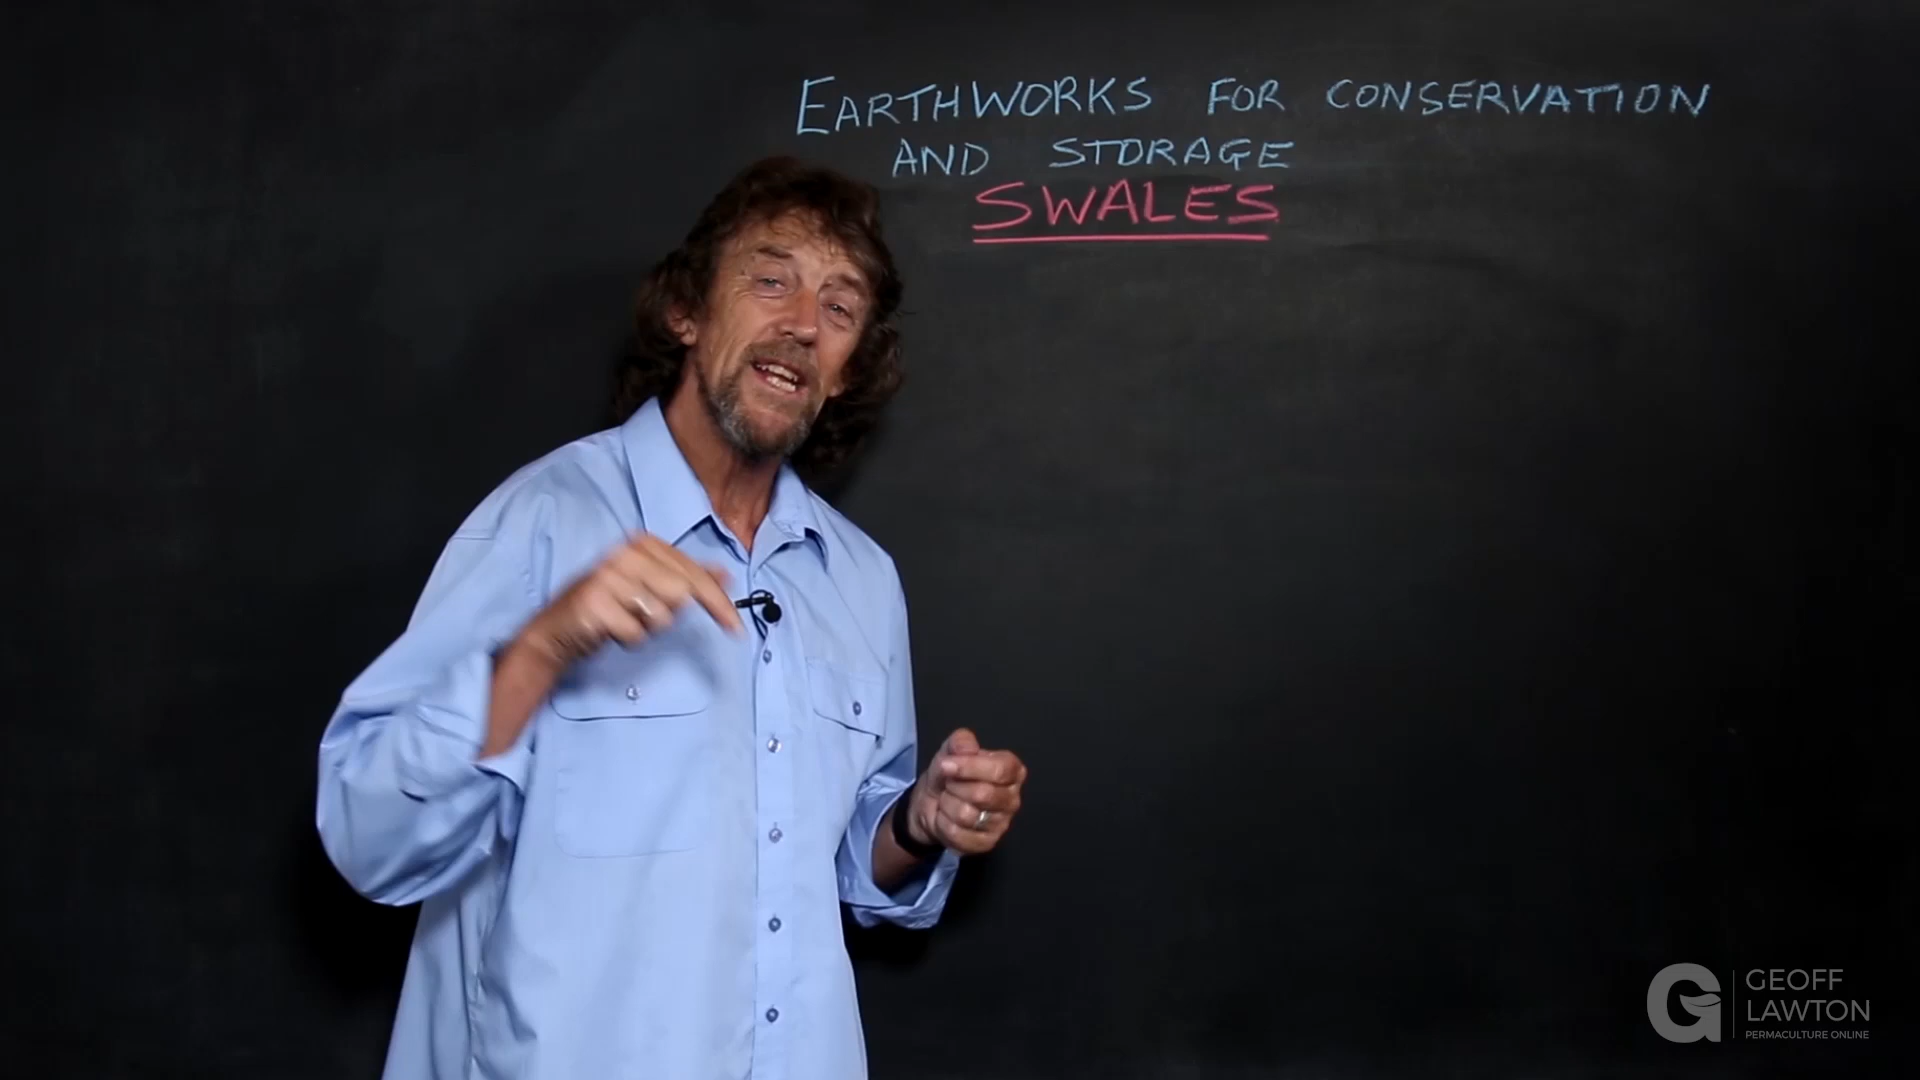 EARTHWORKS FOR CONSERVATION
AND STORAGE
SWALES
GEOFF
LAWTON
PERMACULTURE ONLINE